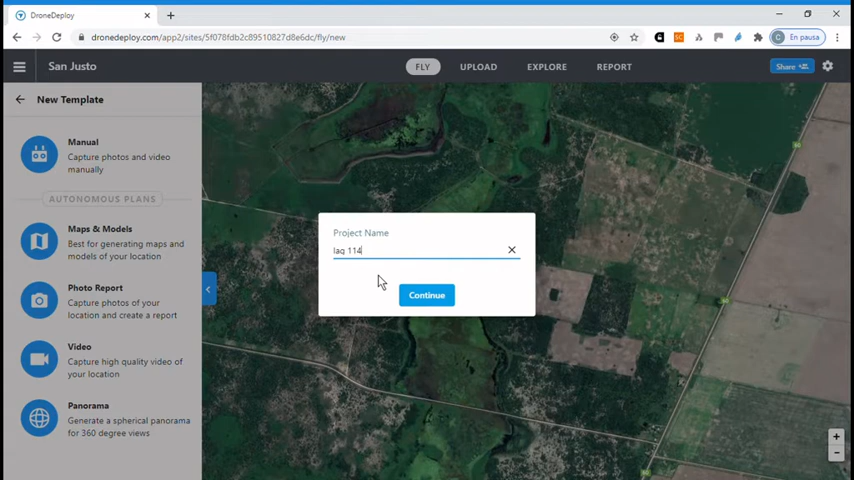 DroneDeploy
dronedeploy.com/app2/sites/5f078fdb2c89510827d8e6dc/fly/new
En pausa
San Justo
FLY
UPLOAD
EXPLORE
REPORT
Share
New Template
Manual
Capture photos and video
manually
AUTONOMOUS PLANS
Maps & Models
Best for generating maps and
models of your location
Photo Report
Capture photos of your
location and create a report
Video
Capture high quality video of
your location
Panorama
Generate a spherical panorama
for 360 degree views
Project Name
lag 114
Continue